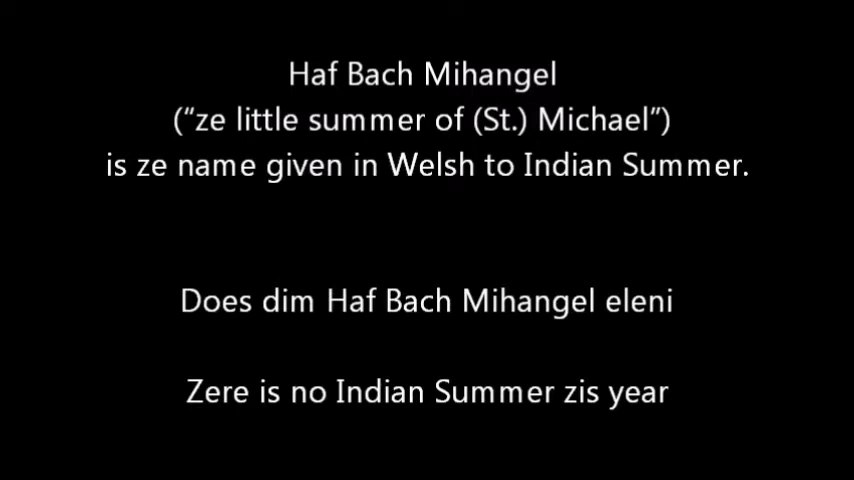 Haf Bach Mihangel
(“ze little summer of (St.) Michael”)
is ze name given in Welsh to Indian Summer.
Does dim Haf Bach Mihangel eleni
Zere is no Indian Summer zis year